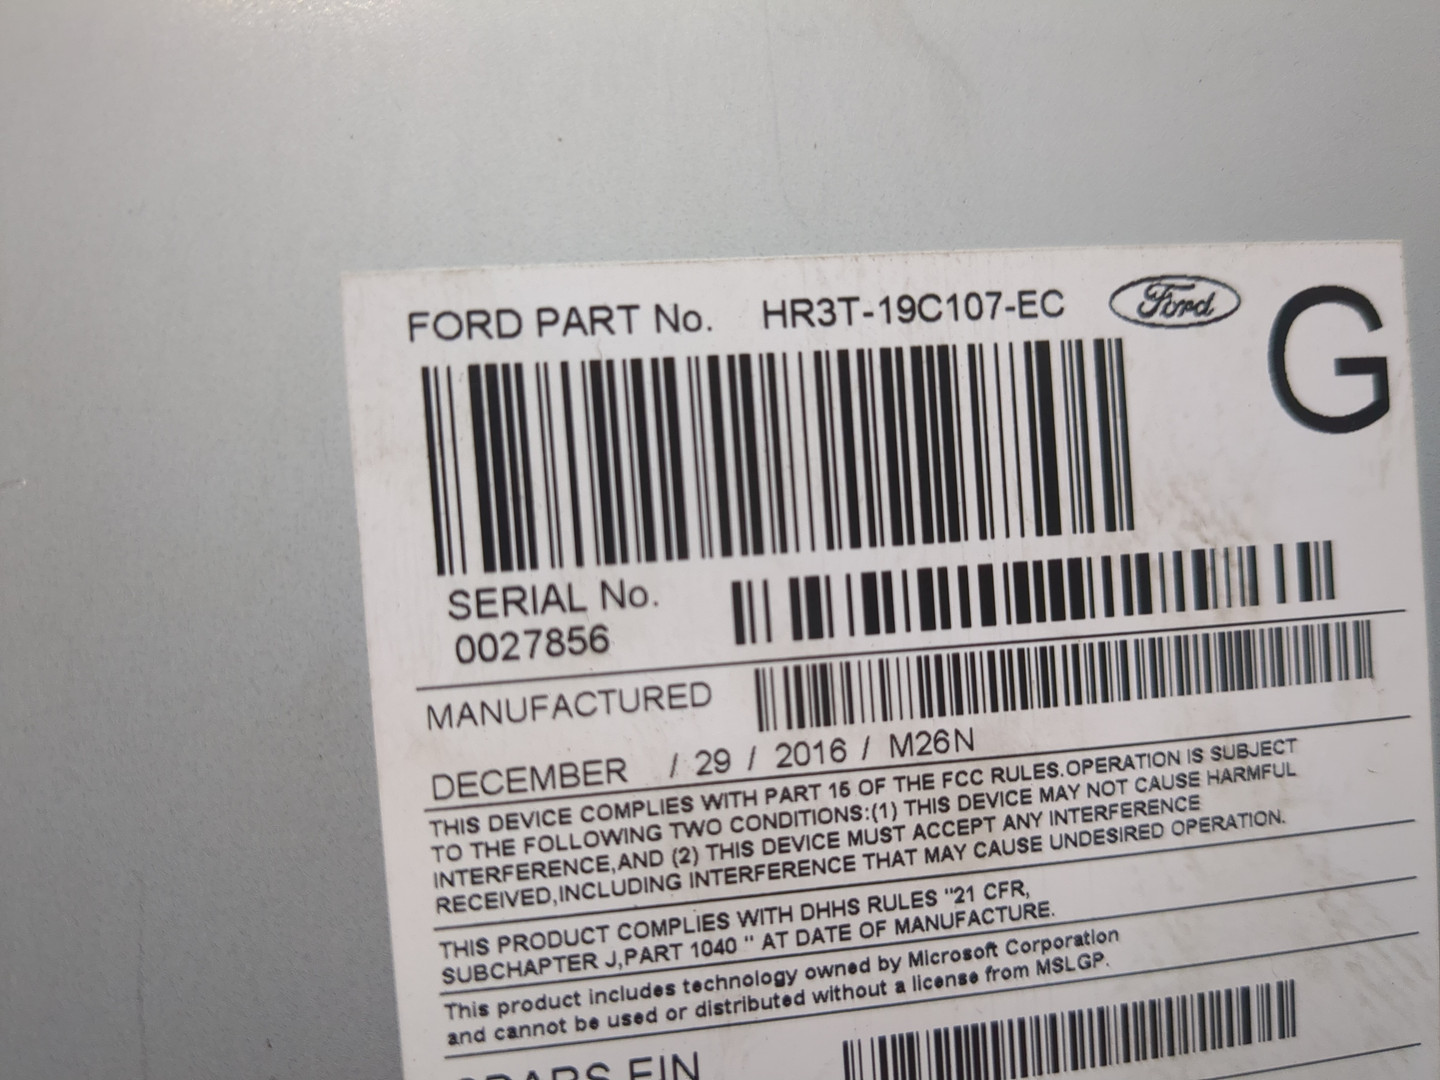 FORD PART No. HR3T-19C107-EC Ford
G
SERIAL No.
0027856
MANUFACTURED
DECEMBER / 29 / 2016 / M26N
THIS DEVICE COMPLIES WITH PART 15 OF THE FCC RULES.OPERATION IS SUBJECT
TO THE FOLLOWING TWO CONDITIONS:(1) THIS DEVICE MAY NOT CAUSE HARMFUL
INTERFERENCE,AND (2) THIS DEVICE MUST ACCEPT ANY INTERFERENCE
RECEIVED,INCLUDING INTERFERENCE THAT MAY CAUSE UNDESIRED OPERATION.
THIS PRODUCT COMPLIES WITH DHHS RULES "21 CFR,
SUBCHAPTER J,PART 1040 " AT DATE OF MANUFACTURE.
This product includes technology owned by Microsoft Corporation
and cannot be used or distributed without a license from MSLGP.
FIN